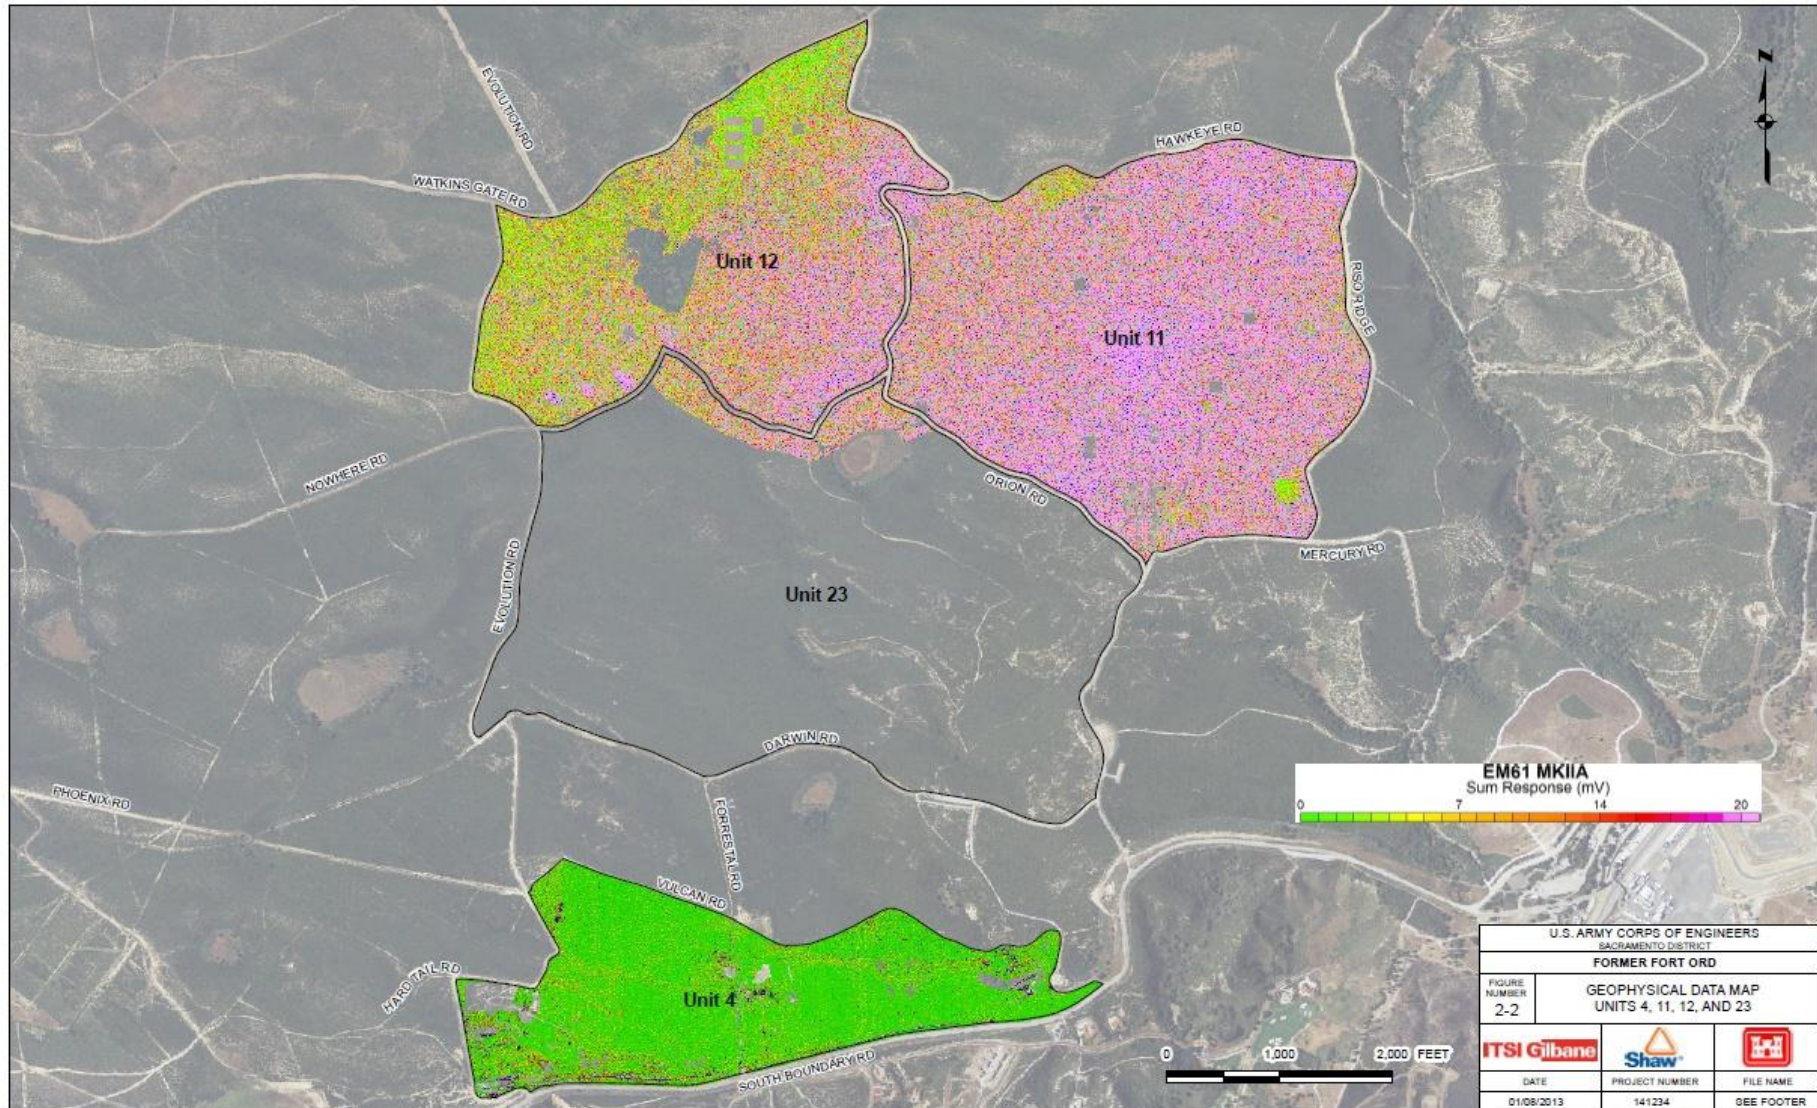 EVOLUTION RD
HAWKEYE RD
WATKINS GATE RD
Unit 12
RISO RIDGE
Unit 11
NOWHERE RD
ORION RD
MERCURY RD
EVOLUTION RD
Unit 23
DARWIN RD
PHOENIX RD
FORRESTAL RD
VULCAN RD
HARD TAIL RD
Unit 4
SOUTH BOUNDARY RD
N
EM61 MKIIA
Sum Response (mV)
0 7 14 20
0 1,000 2,000 FEET
U.S. ARMY CORPS OF ENGINEERS
SACRAMENTO DISTRICT
FORMER FORT ORD
FIGURE
NUMBER
2-2
GEOPHYSICAL DATA MAP
UNITS 4, 11, 12, AND 23
ITSI Gilbane
Shaw®
DATE
01/08/2013
PROJECT NUMBER
141234
FILE NAME
SEE FOOTER